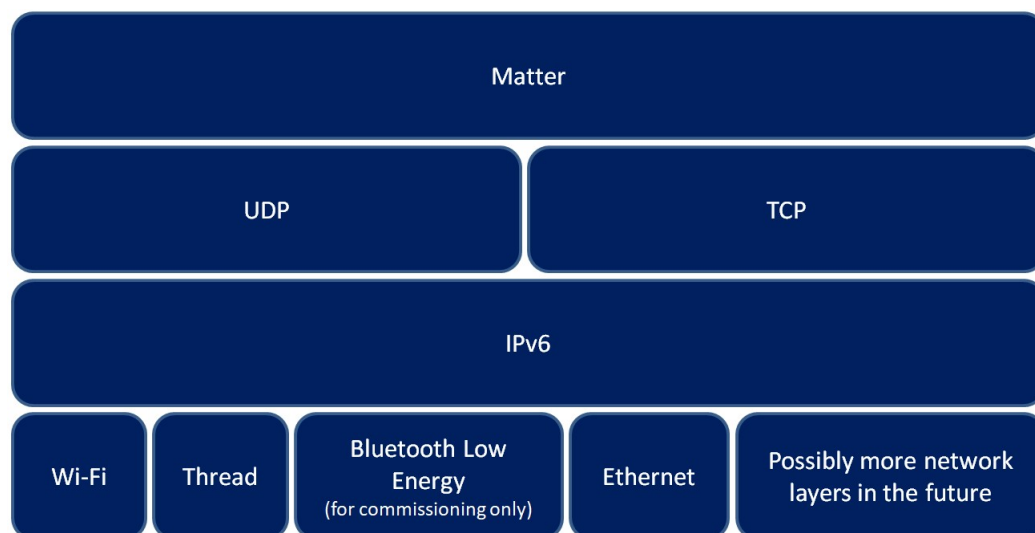 Matter
UDP
TCP
IPv6
Wi-Fi
Thread
Bluetooth Low
Energy
(for commissioning only)
Ethernet
Possibly more network
layers in the future